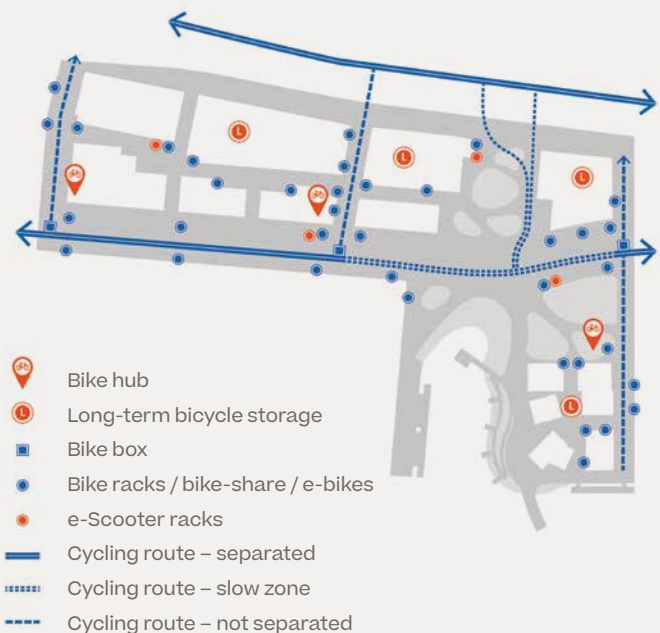 L
L
L
L
Bike hub
L
Long-term bicycle storage
Bike box
Bike racks / bike-share / e-bikes
e-Scooter racks
Cycling route – separated
Cycling route – slow zone
Cycling route – not separated